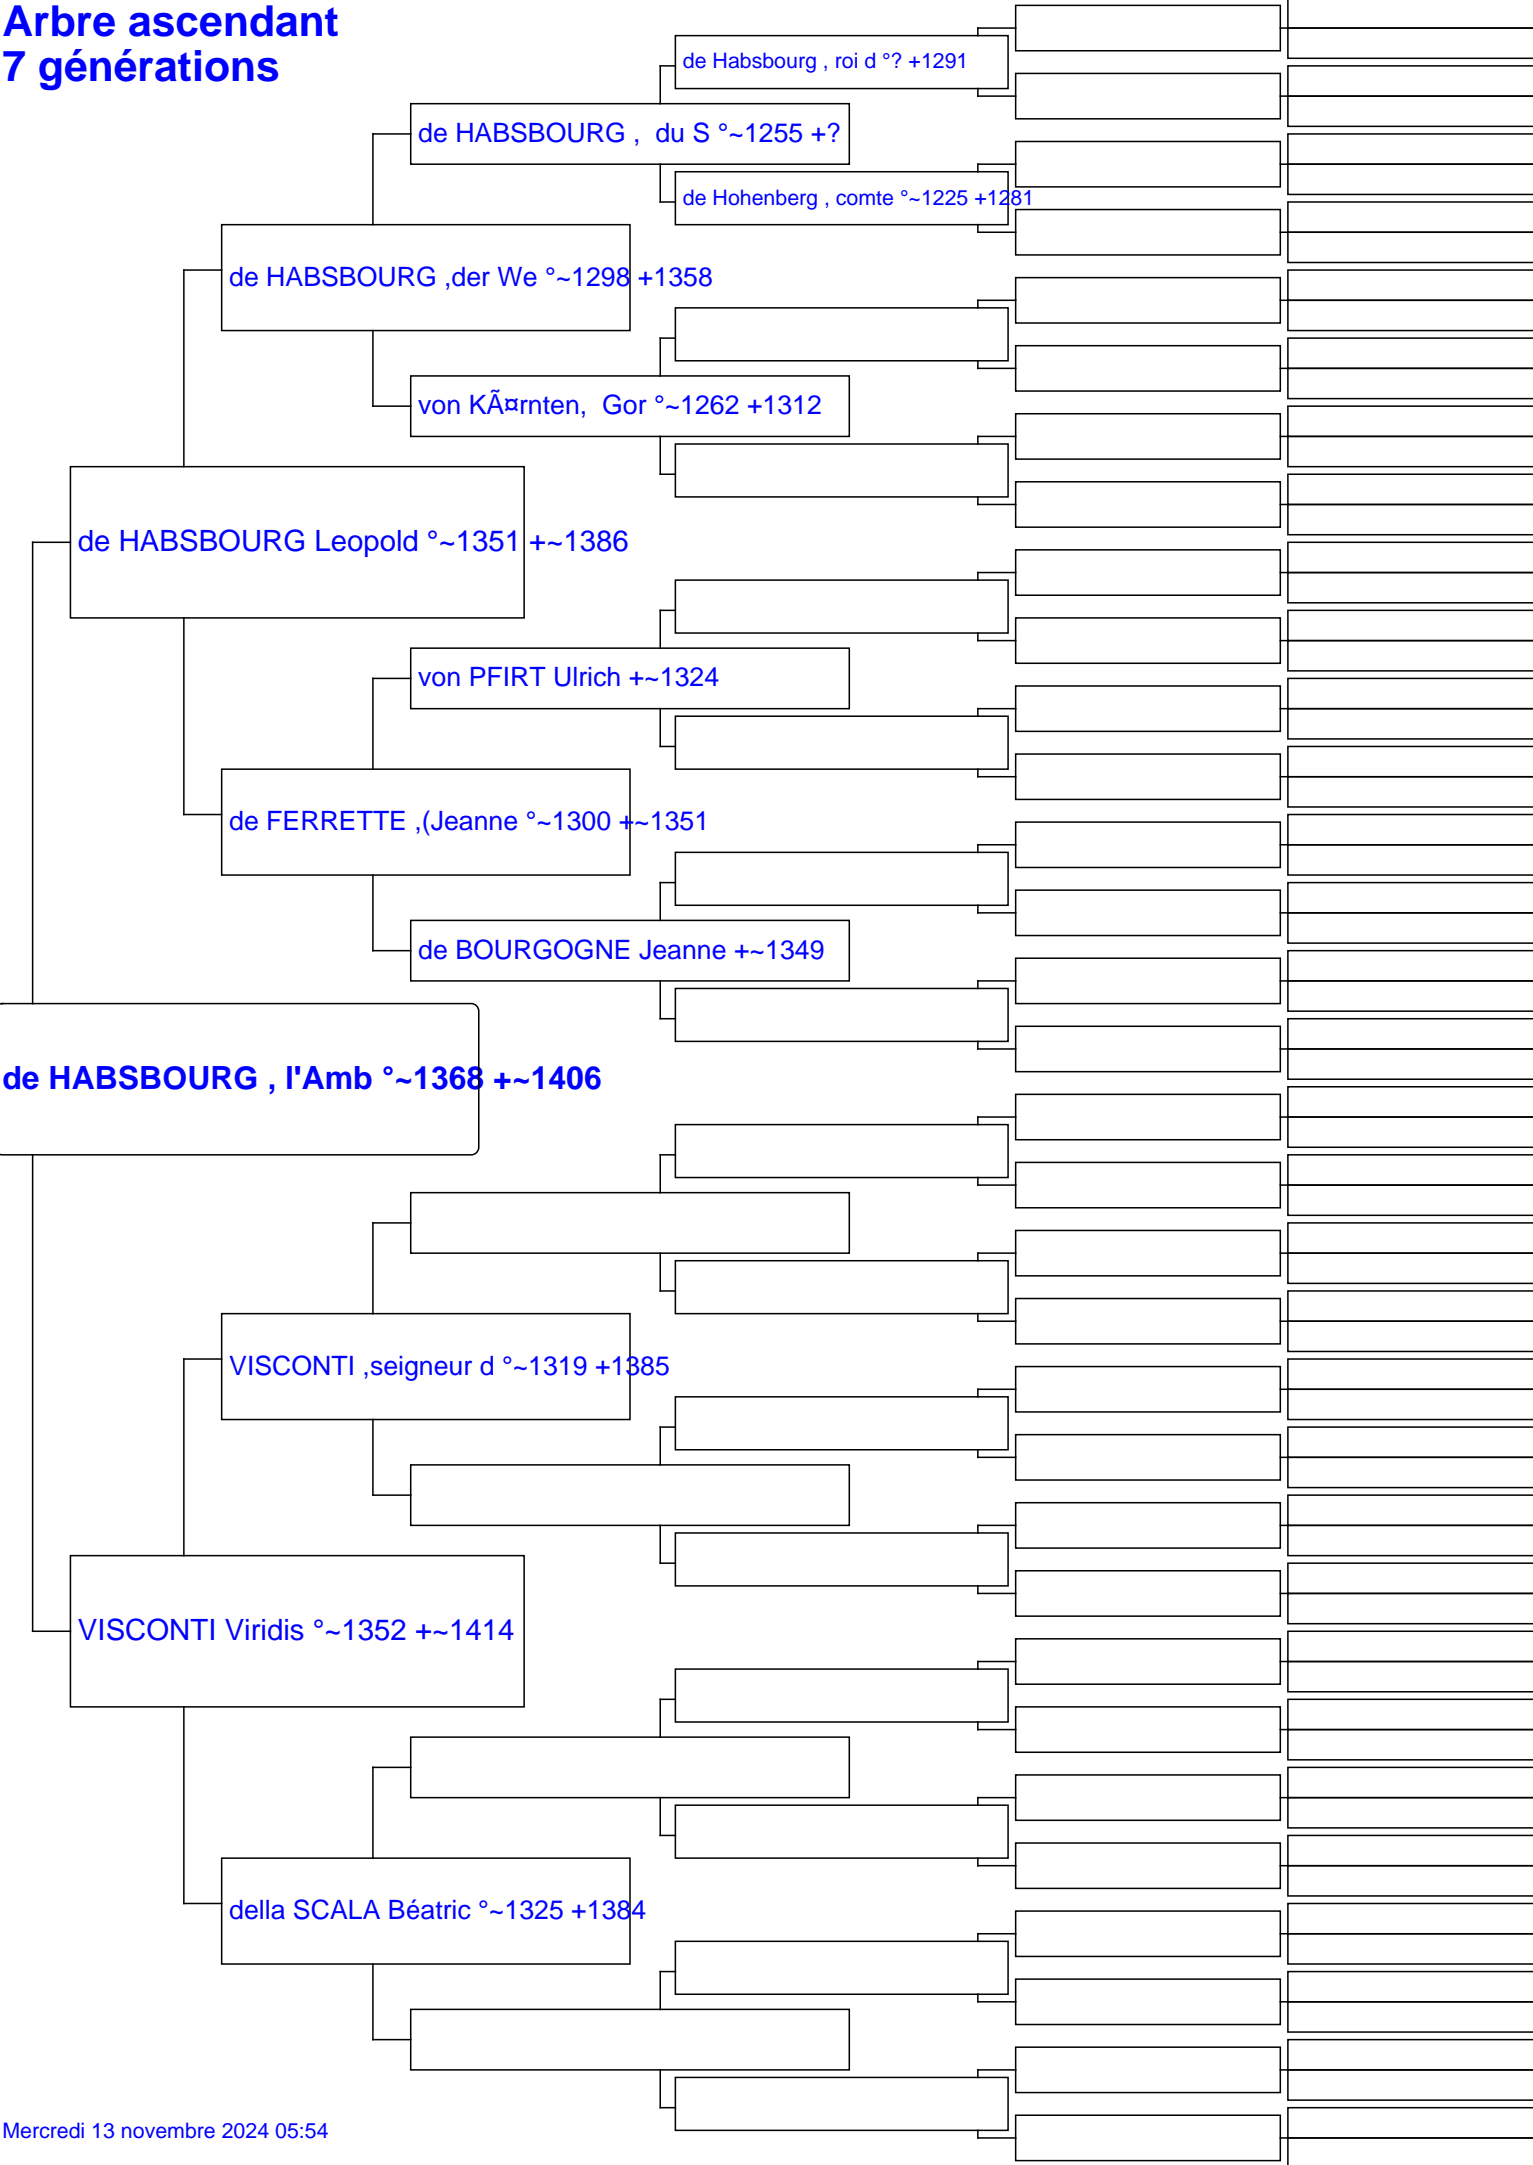 Arbre ascendant
7 générations
de Habsbourg , roi d °? +1291
de HABSBOURG ,  du S °~1255 +?
de Hohenberg , comte °~1225 +1281
de HABSBOURG ,der We °~1298 +1358
von KÃ¤rnten,  Gor °~1262 +1312
de HABSBOURG Leopold °~1351 +~1386
von PFIRT Ulrich +~1324
de FERRETTE ,(Jeanne °~1300 +~1351
de BOURGOGNE Jeanne +~1349
de HABSBOURG , l'Amb °~1368 +~1406
VISCONTI ,seigneur d °~1319 +1385
VISCONTI Viridis °~1352 +~1414
della SCALA Béatric °~1325 +1384
Mercredi 13 novembre 2024 05:54